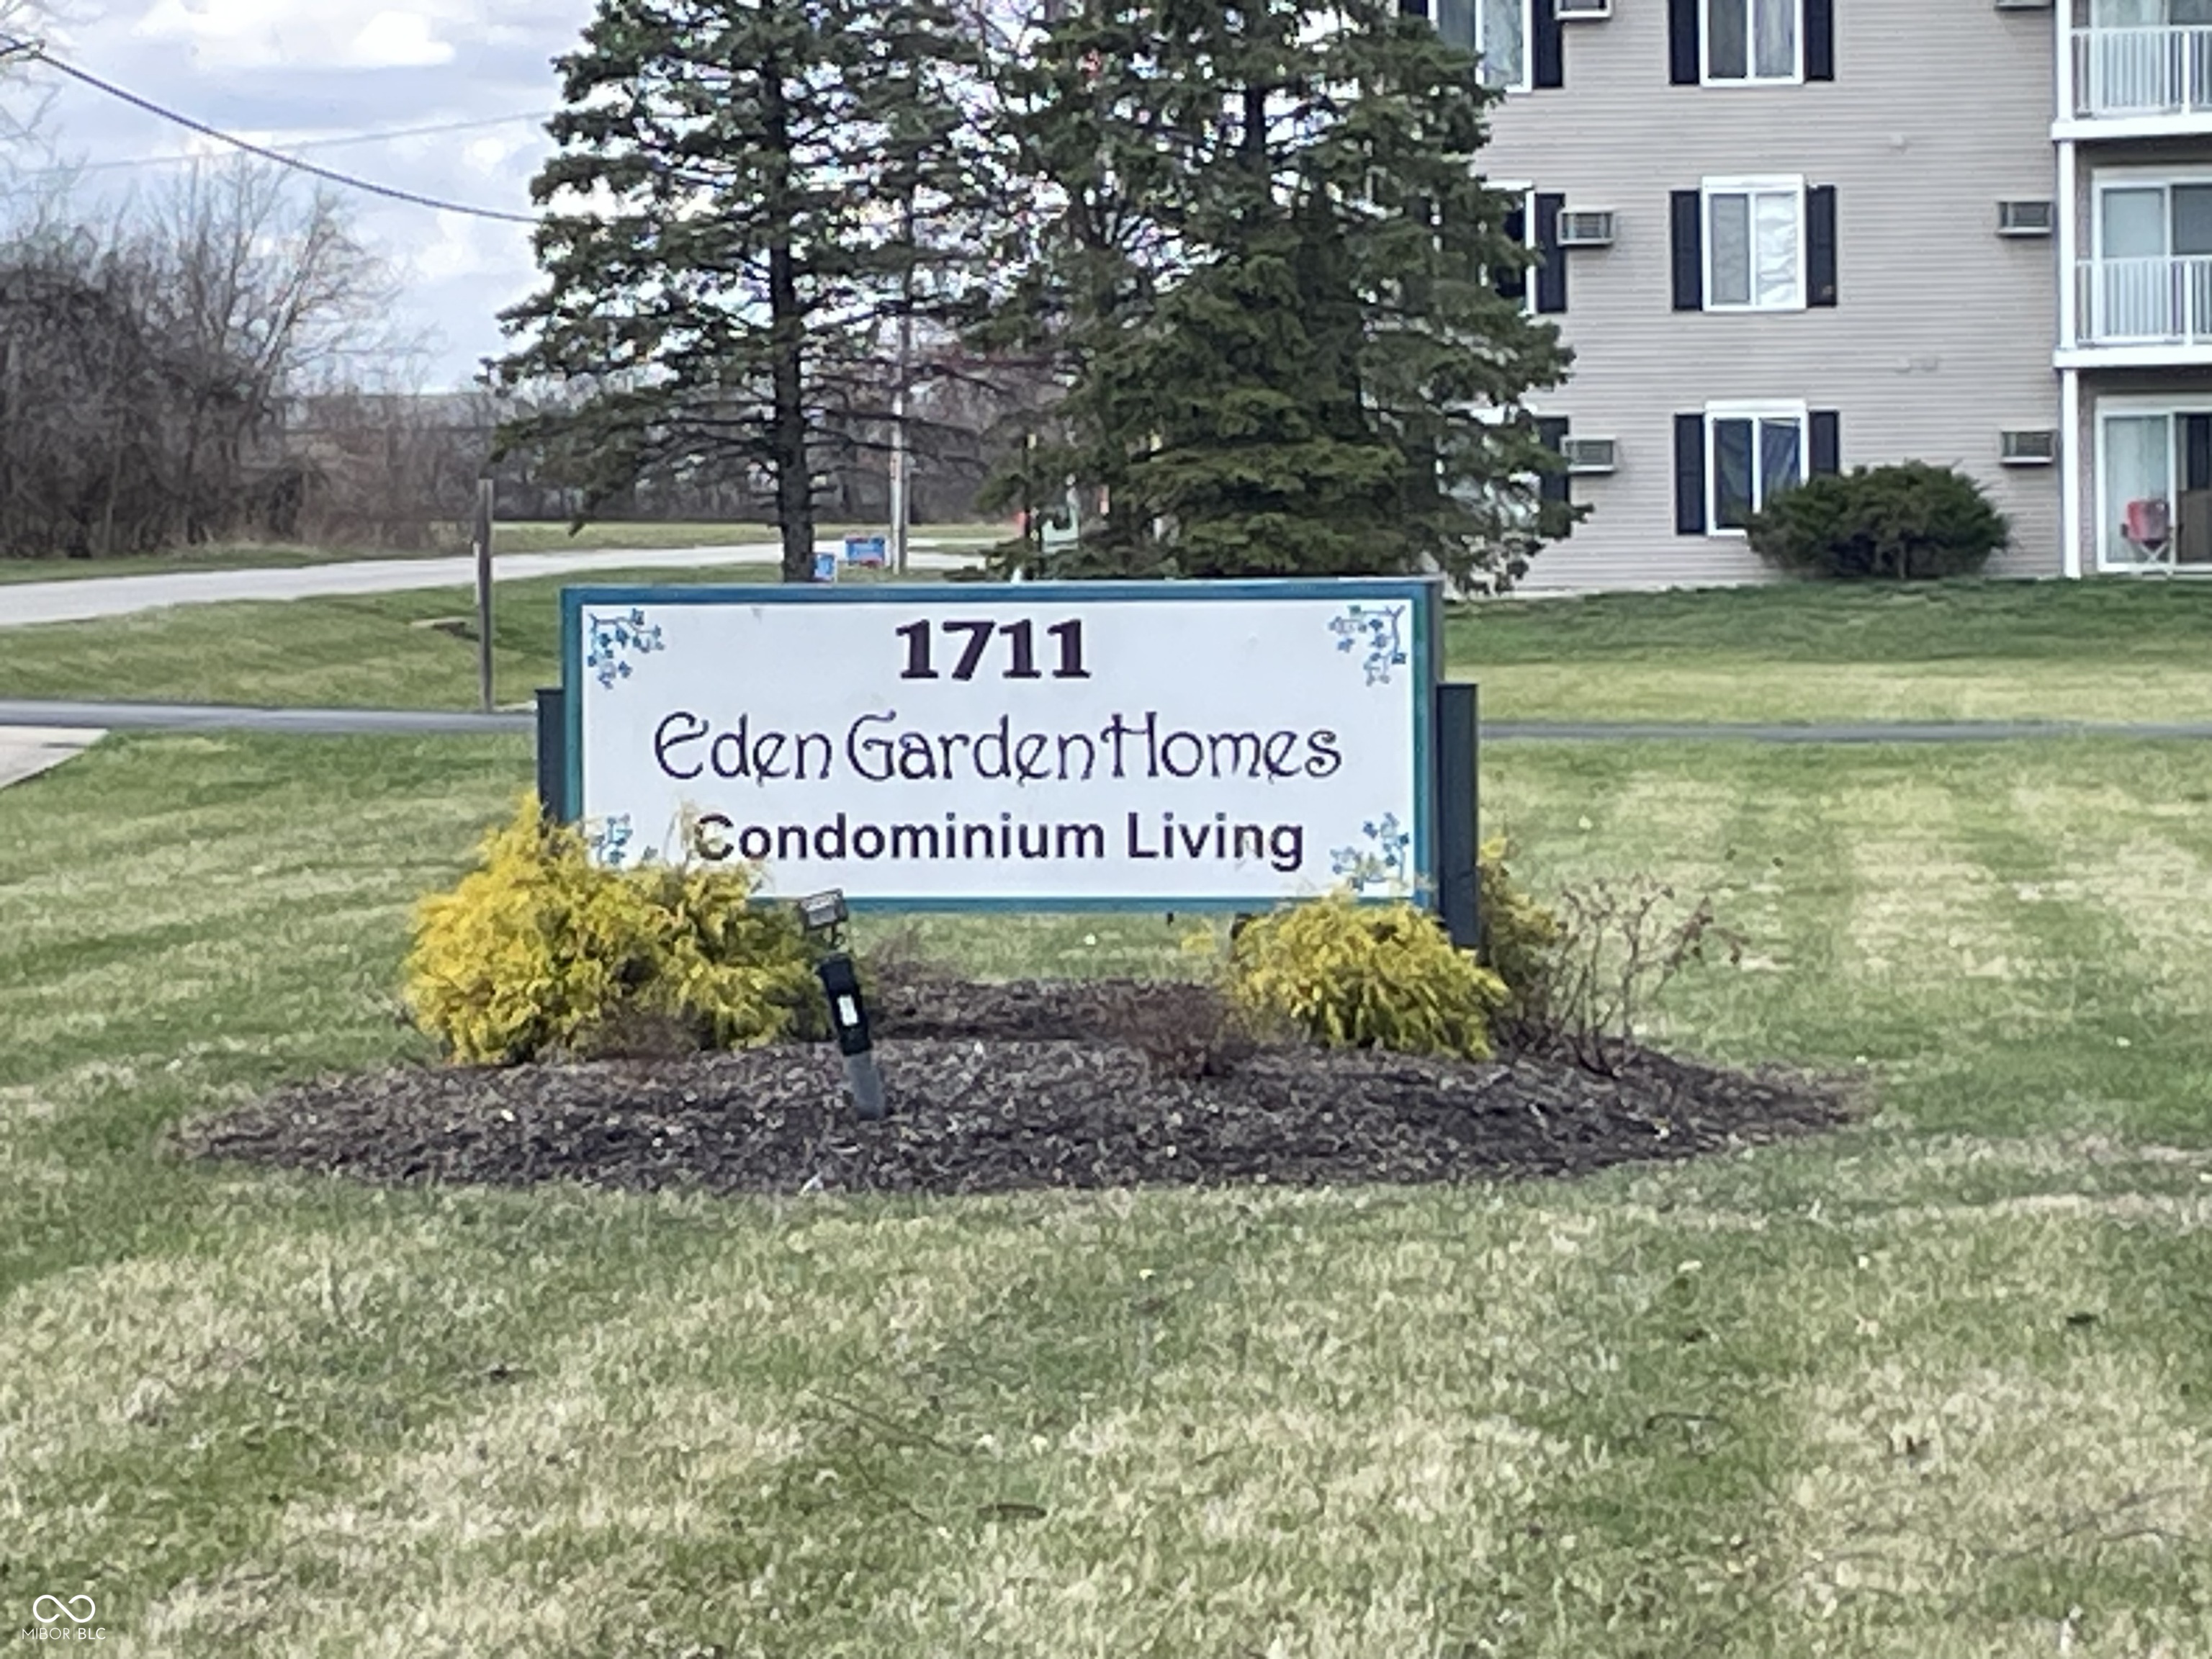 1711
Eden Garden Homes
Condominium Living
MIBOR BLC